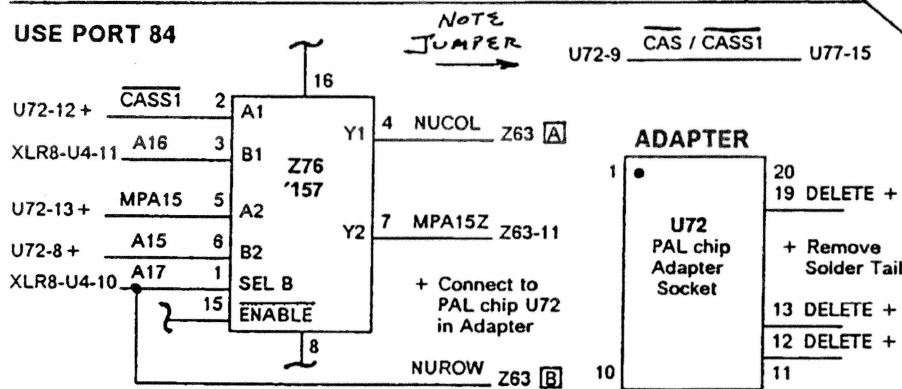 USE PORT 84
NOTE
JUMPER
U72-9 CAS / CASS1 U77-15
16
U72-12 + CASS1 2 A1
Y1 4 NUCOL Z63 A
XLR8-U4-11 A16 3 B1
Z76
'157
U72-13 + MPA15 5 A2
Y2 7 MPA15Z Z63-11
U72-8 + A15 6 B2
XLR8-U4-10 A17 1 SEL B
15 ENABLE
8
+ Connect to
PAL chip U72
in Adapter
NUROW Z63 B
ADAPTER
1 20
19 DELETE +
U72
PAL chip
Adapter
Socket
+ Remove
Solder Tail
13 DELETE +
12 DELETE +
10 11